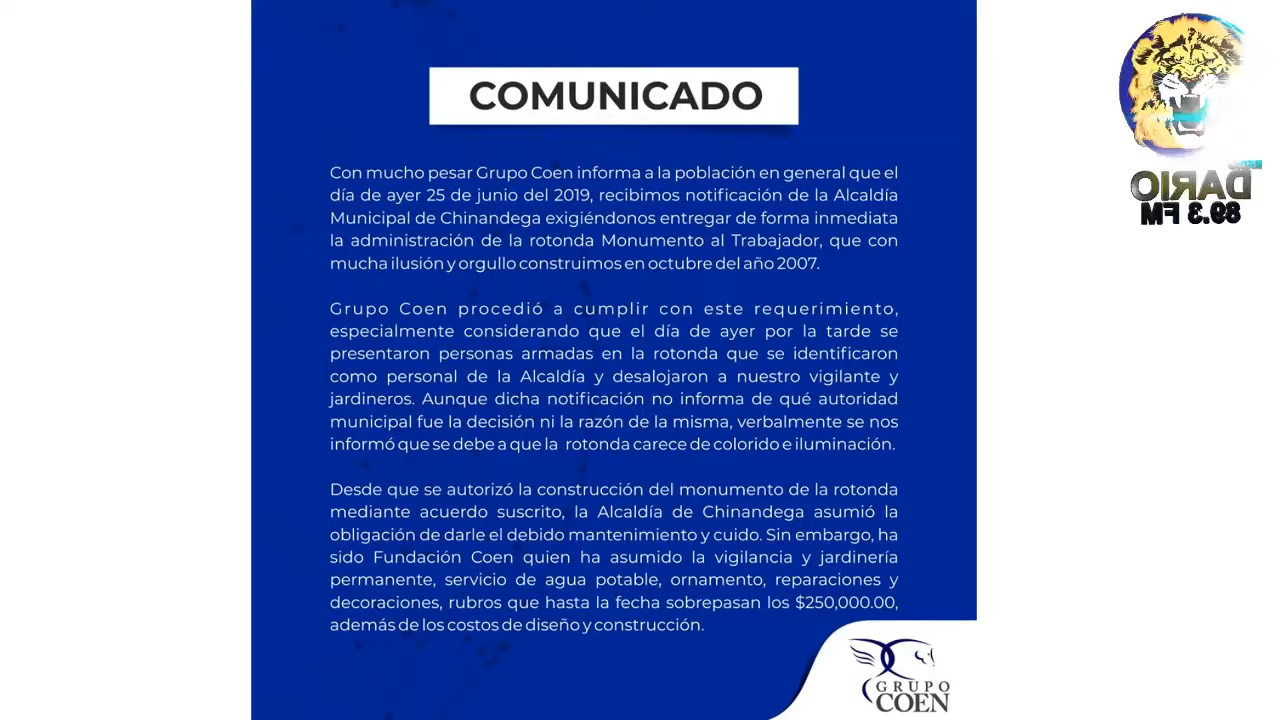 COMUNICADO
Con mucho pesar Grupo Coen informa a la población en general que el
día de ayer 25 de junio del 2019, recibimos notificación de la Alcaldía
Municipal de Chinandega exigiéndonos entregar de forma inmediata
la administración de la rotonda Monumento al Trabajador, que con
mucha ilusión y orgullo construimos en octubre del año 2007.
Grupo Coen procedió a cumplir con este requerimiento,
especialmente considerando que el día de ayer por la tarde se
presentaron personas armadas en la rotonda que se identificaron
como personal de la Alcaldía y desalojaron a nuestro vigilante y
jardineros. Aunque dicha notificación no informa de qué autoridad
municipal fue la decisión ni la razón de la misma, verbalmente se nos
informó que se debe a que la rotonda carece de colorido e iluminación.
Desde que se autorizó la construcción del monumento de la rotonda
mediante acuerdo suscrito, la Alcaldía de Chinandega asumió la
obligación de darle el debido mantenimiento y cuido. Sin embargo, ha
sido Fundación Coen quien ha asumido la vigilancia y jardinería
permanente, servicio de agua potable, ornamento, reparaciones y
decoraciones, rubros que hasta la fecha sobrepasan los $250,000.00,
además de los costos de diseño y construcción.
GRUPO
COEN
DARIO
89.3 FM